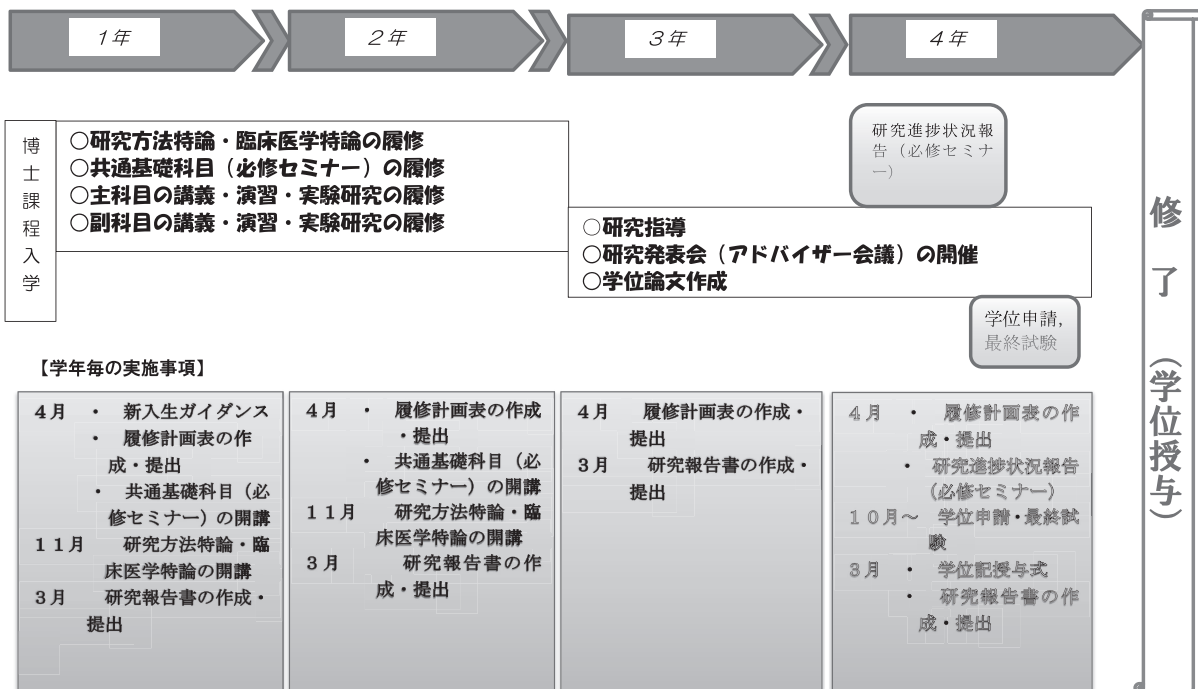 1年
2年
3年
4年
博士課程入学
○研究方法特論・臨床医学特論の履修
○共通基礎科目（必修セミナー）の履修
○主科目の講義・演習・実験研究の履修
○副科目の講義・演習・実験研究の履修
研究進捗状況報
告（必修セミナ
ー）
○研究指導
○研究発表会（アドバイザー会議）の開催
○学位論文作成
学位申請，
最終試験
修了（学位授与）
【学年毎の実施事項】
4月　・　新入生ガイダンス
・　履修計画表の作
成・提出
・　共通基礎科目（必
修セミナー）の開講
11月　研究方法特論・臨
床医学特論の開講
3月　研究報告書の作成・
提出
4月　・　履修計画表の作成
・提出
・　共通基礎科目（必
修セミナー）の開講
11月　研究方法特論・臨
床医学特論の開講
3月　研究報告書の作
成・提出
4月　履修計画表の作成・
提出
3月　研究報告書の作成・
提出
4月　・　履修計画表の作
成・提出
・　研究進捗状況報告
（必修セミナー）
10月～　学位申請・最終試
験
3月　・　学位記授与式
・　研究報告書の作
成・提出